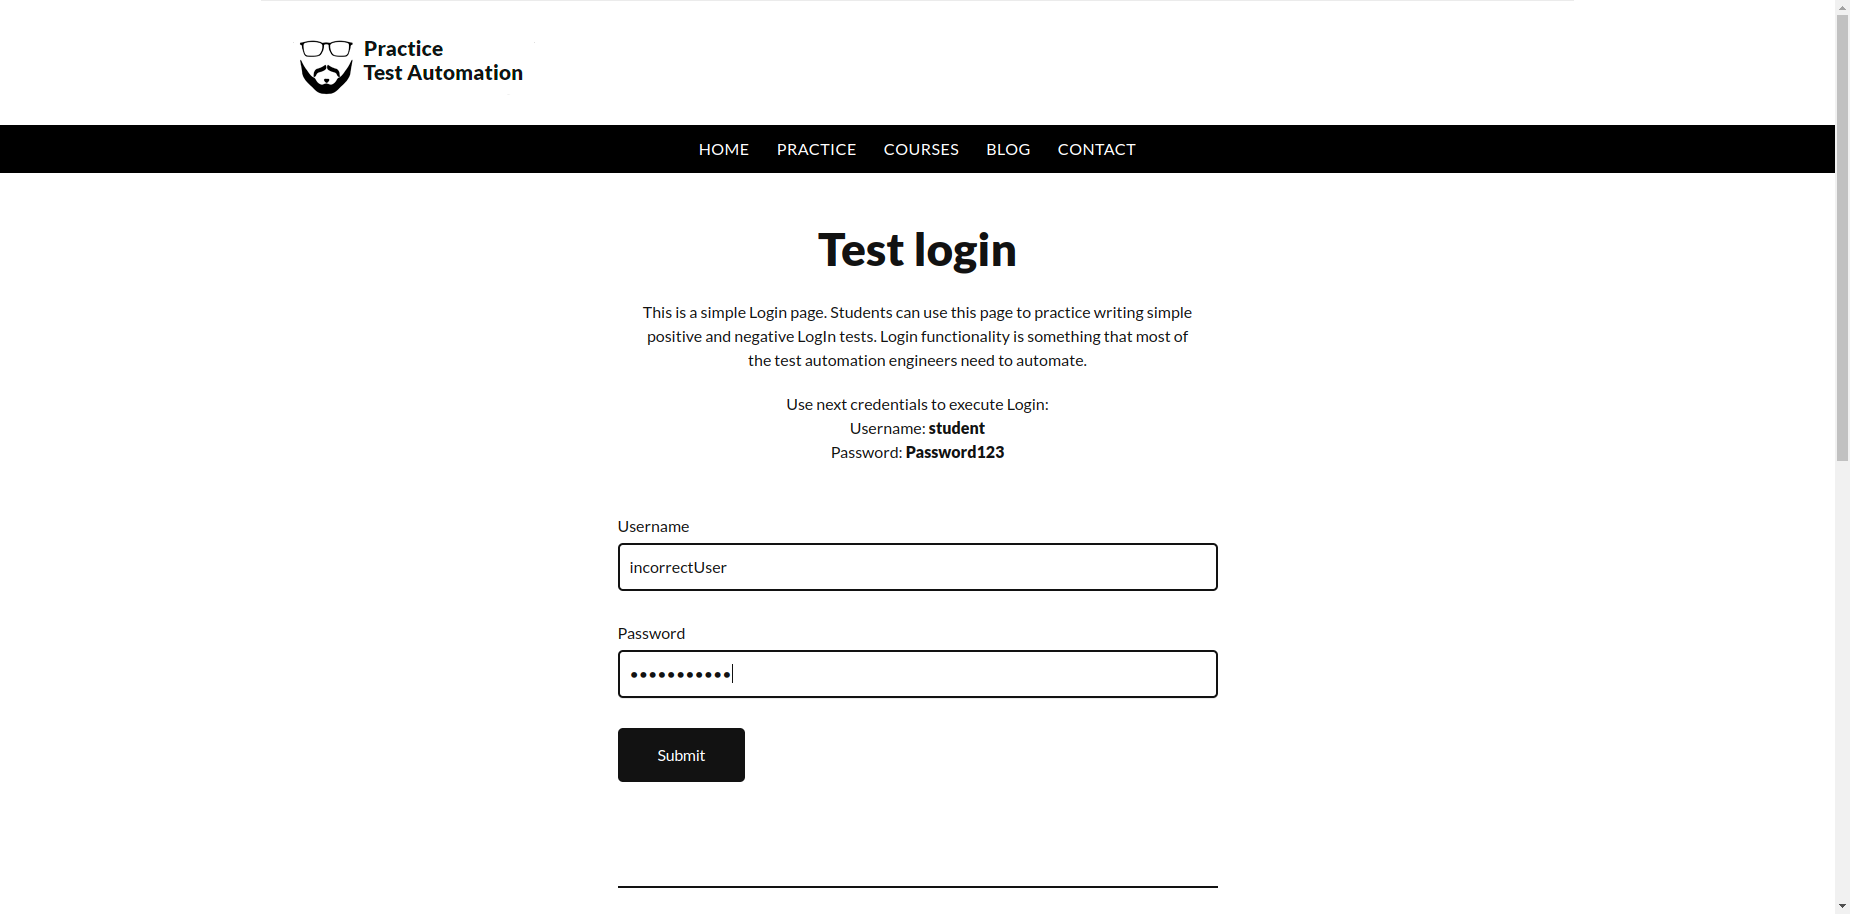 Practice
Test Automation
HOME PRACTICE COURSES BLOG CONTACT
Test login
This is a simple Login page. Students can use this page to practice writing simple
positive and negative LogIn tests. Login functionality is something that most of
the test automation engineers need to automate.
Use next credentials to execute Login:
Username: student
Password: Password123
Username
incorrectUser
Password
•••••••••••
Submit